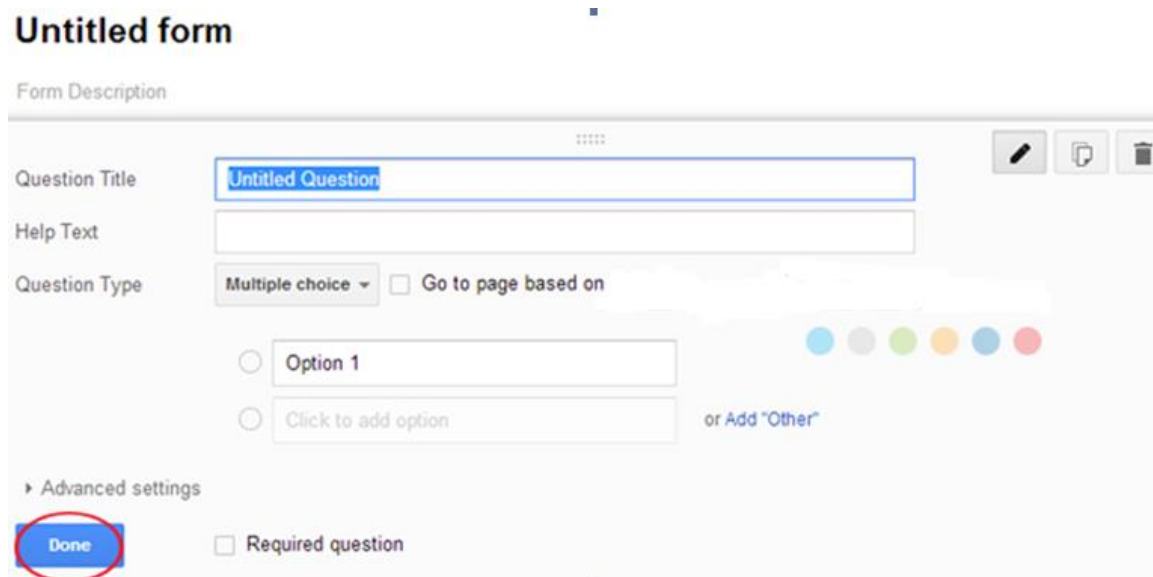 Untitled form
Form Description
Question Title Untitled Question
Help Text
Question Type Multiple choice Go to page based on
Option 1
Click to add option or Add "Other"
Advanced settings
Done Required question